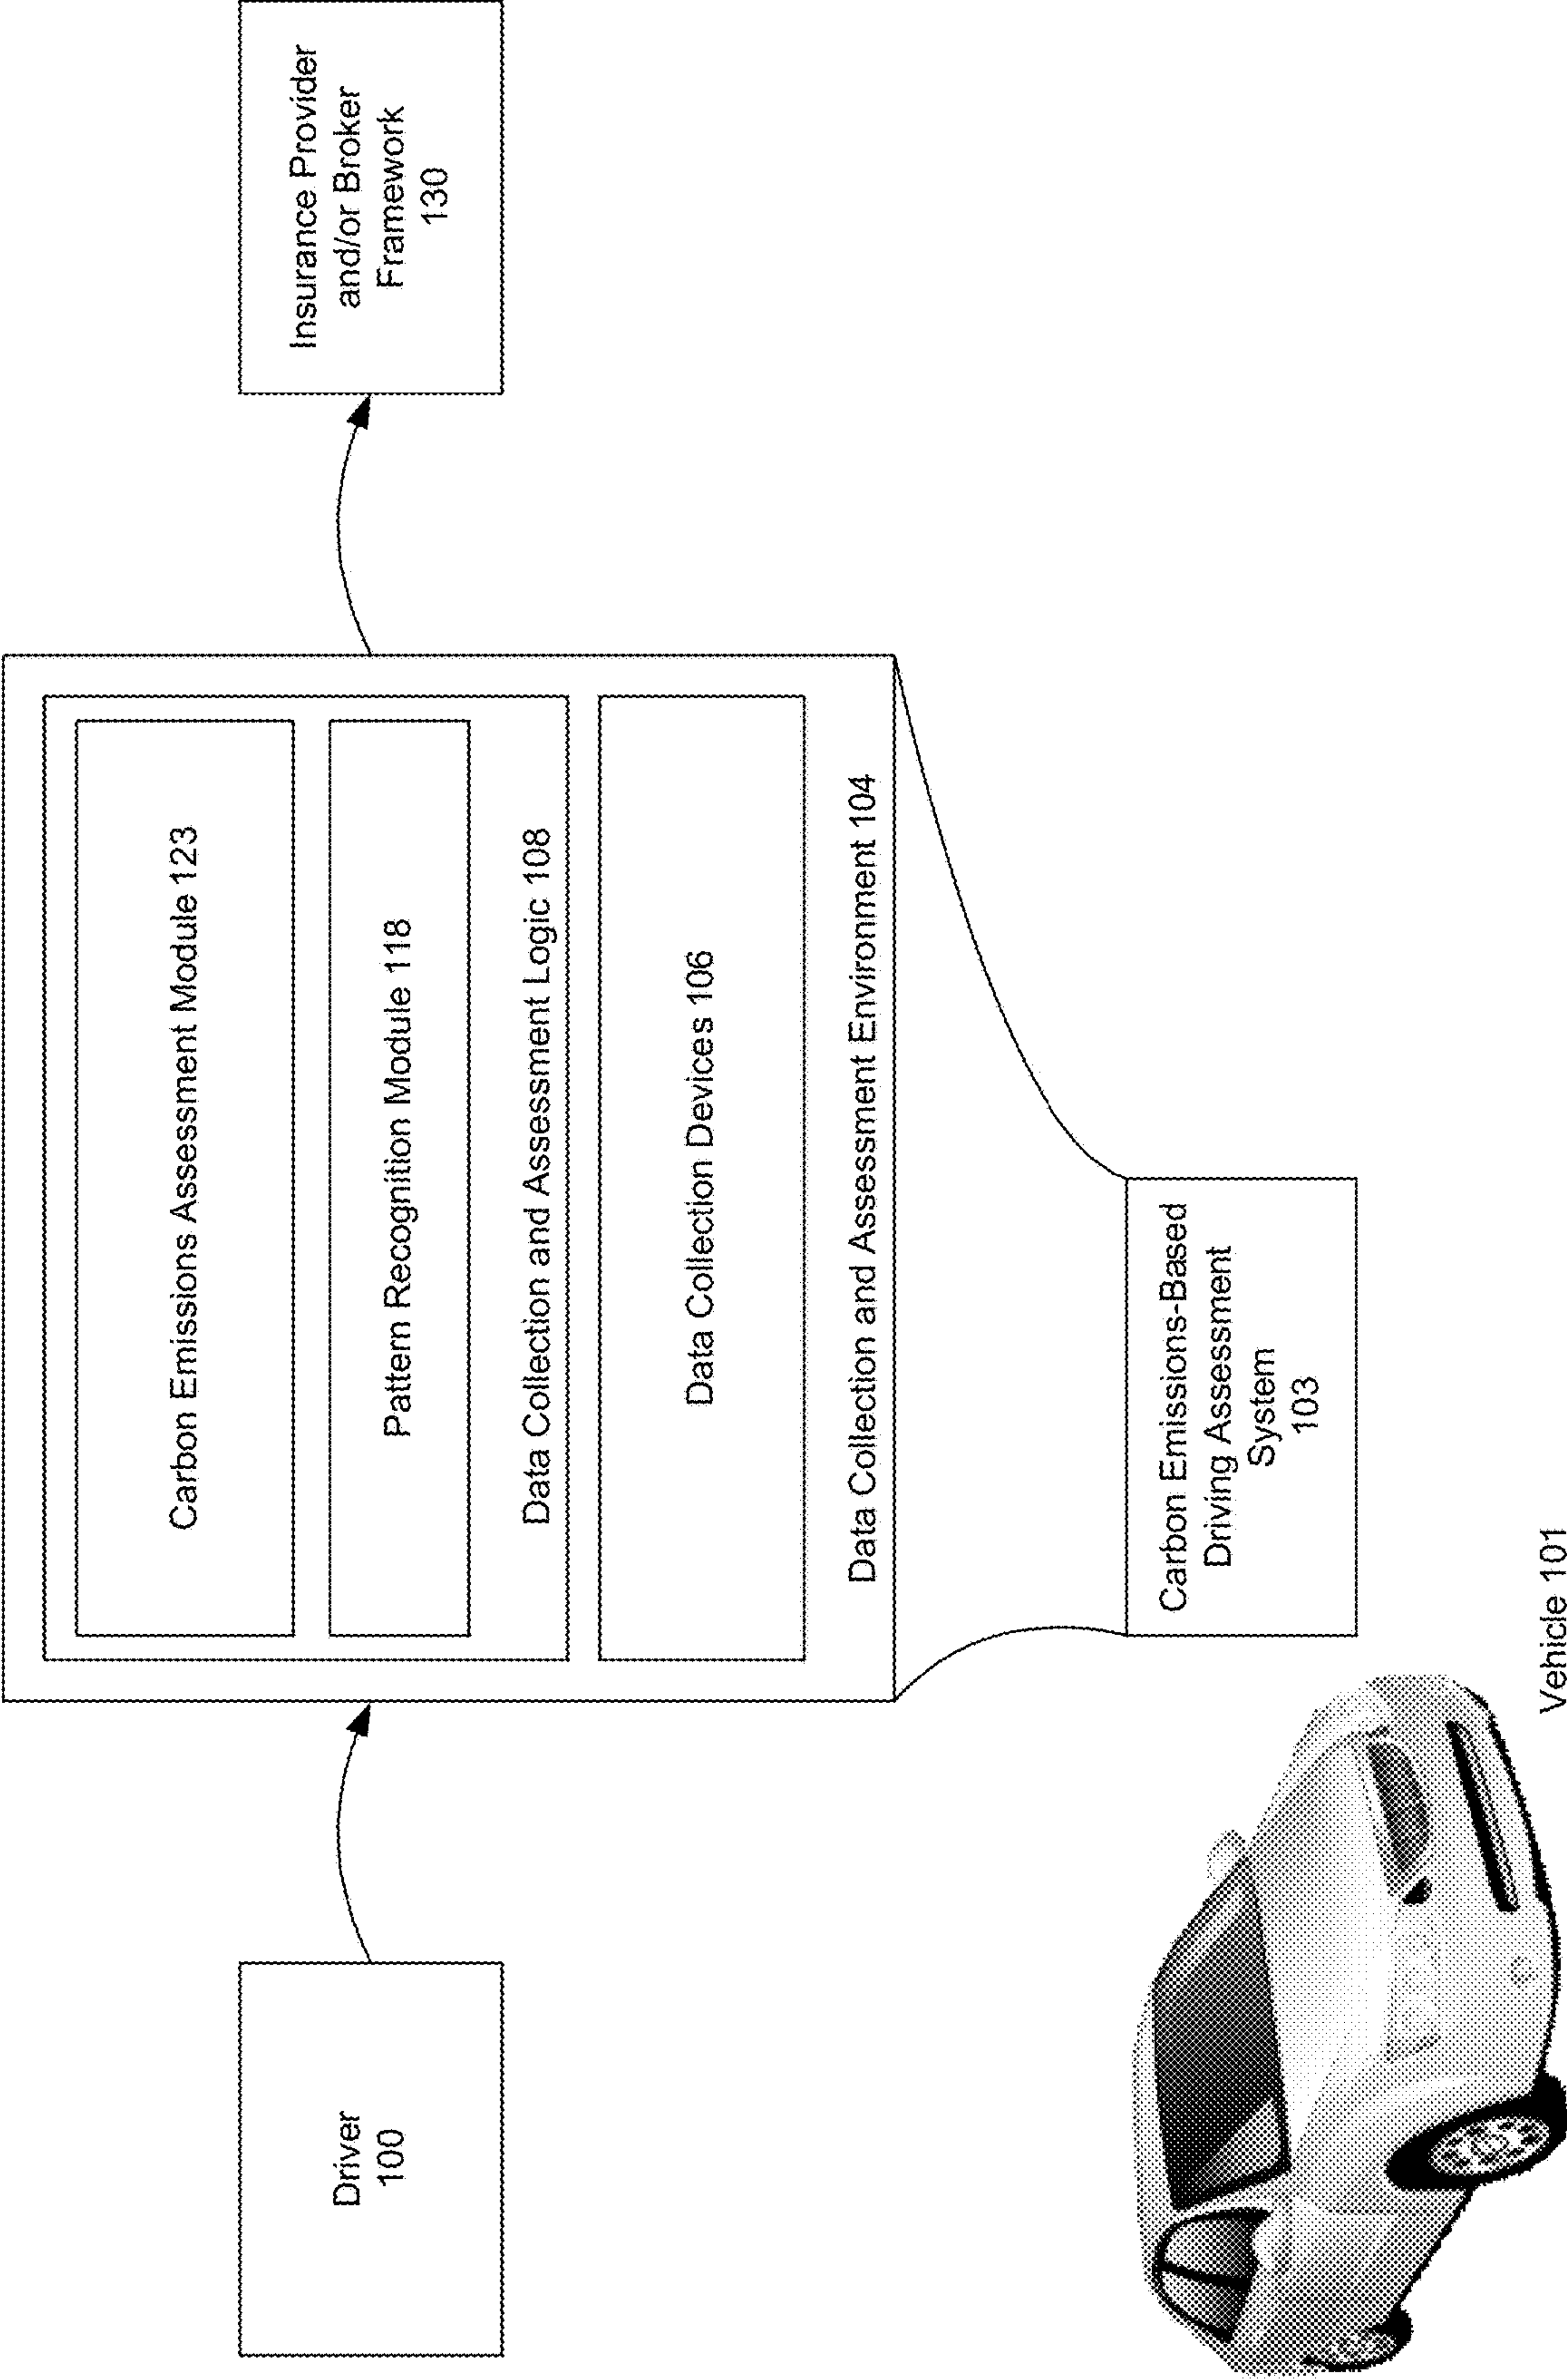 Driver
100
Carbon Emissions Assessment Module 123
Pattern Recognition Module 118
Data Collection and Assessment Logic 108
Data Collection Devices 106
Data Collection and Assessment Environment 104
Insurance Provider
and/or Broker
Framework
130
Carbon Emissions-Based
Driving Assessment
System
103
Vehicle 101